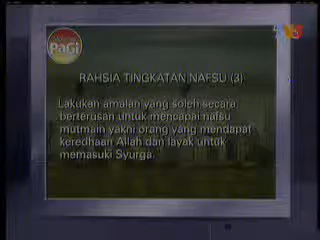 PaGi
RAHSIA TINGKATAN NAFSU (3)
Lakukan amalan yang soleh secara
berterusan untuk mencapai nafsu
mutmain yakni orang yang mendapat
keredhaan Allah dan layak untuk
memasuki Syurga.